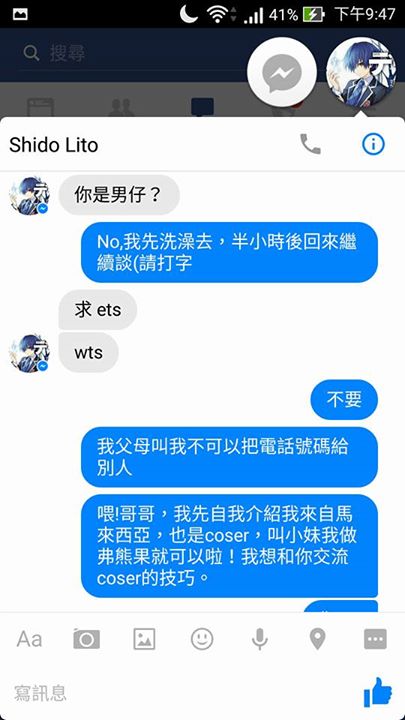 41% 下午9:47
搜尋
元
Shido Lito
你是男仔？
No,我先洗澡去，半小時後回來繼
續談(請打字
求 ets
wts
不要
我父母叫我不可以把電話號碼給
別人
喂!哥哥，我先自我介紹我來自馬
來西亞，也是coser，叫小妹我做
弗熊果就可以啦！我想和你交流
coser的技巧。
Aa
寫訊息